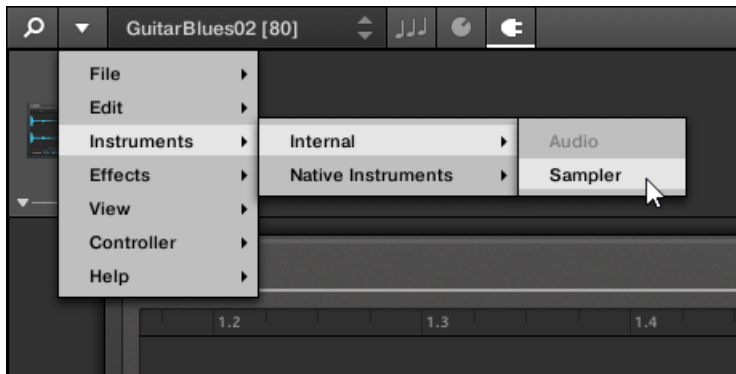 GuitarBlues02 [80]
File
Edit
Instruments
Internal
Audio
Effects
Native Instruments
Sampler
View
Controller
Help
1.2
1.3
1.4